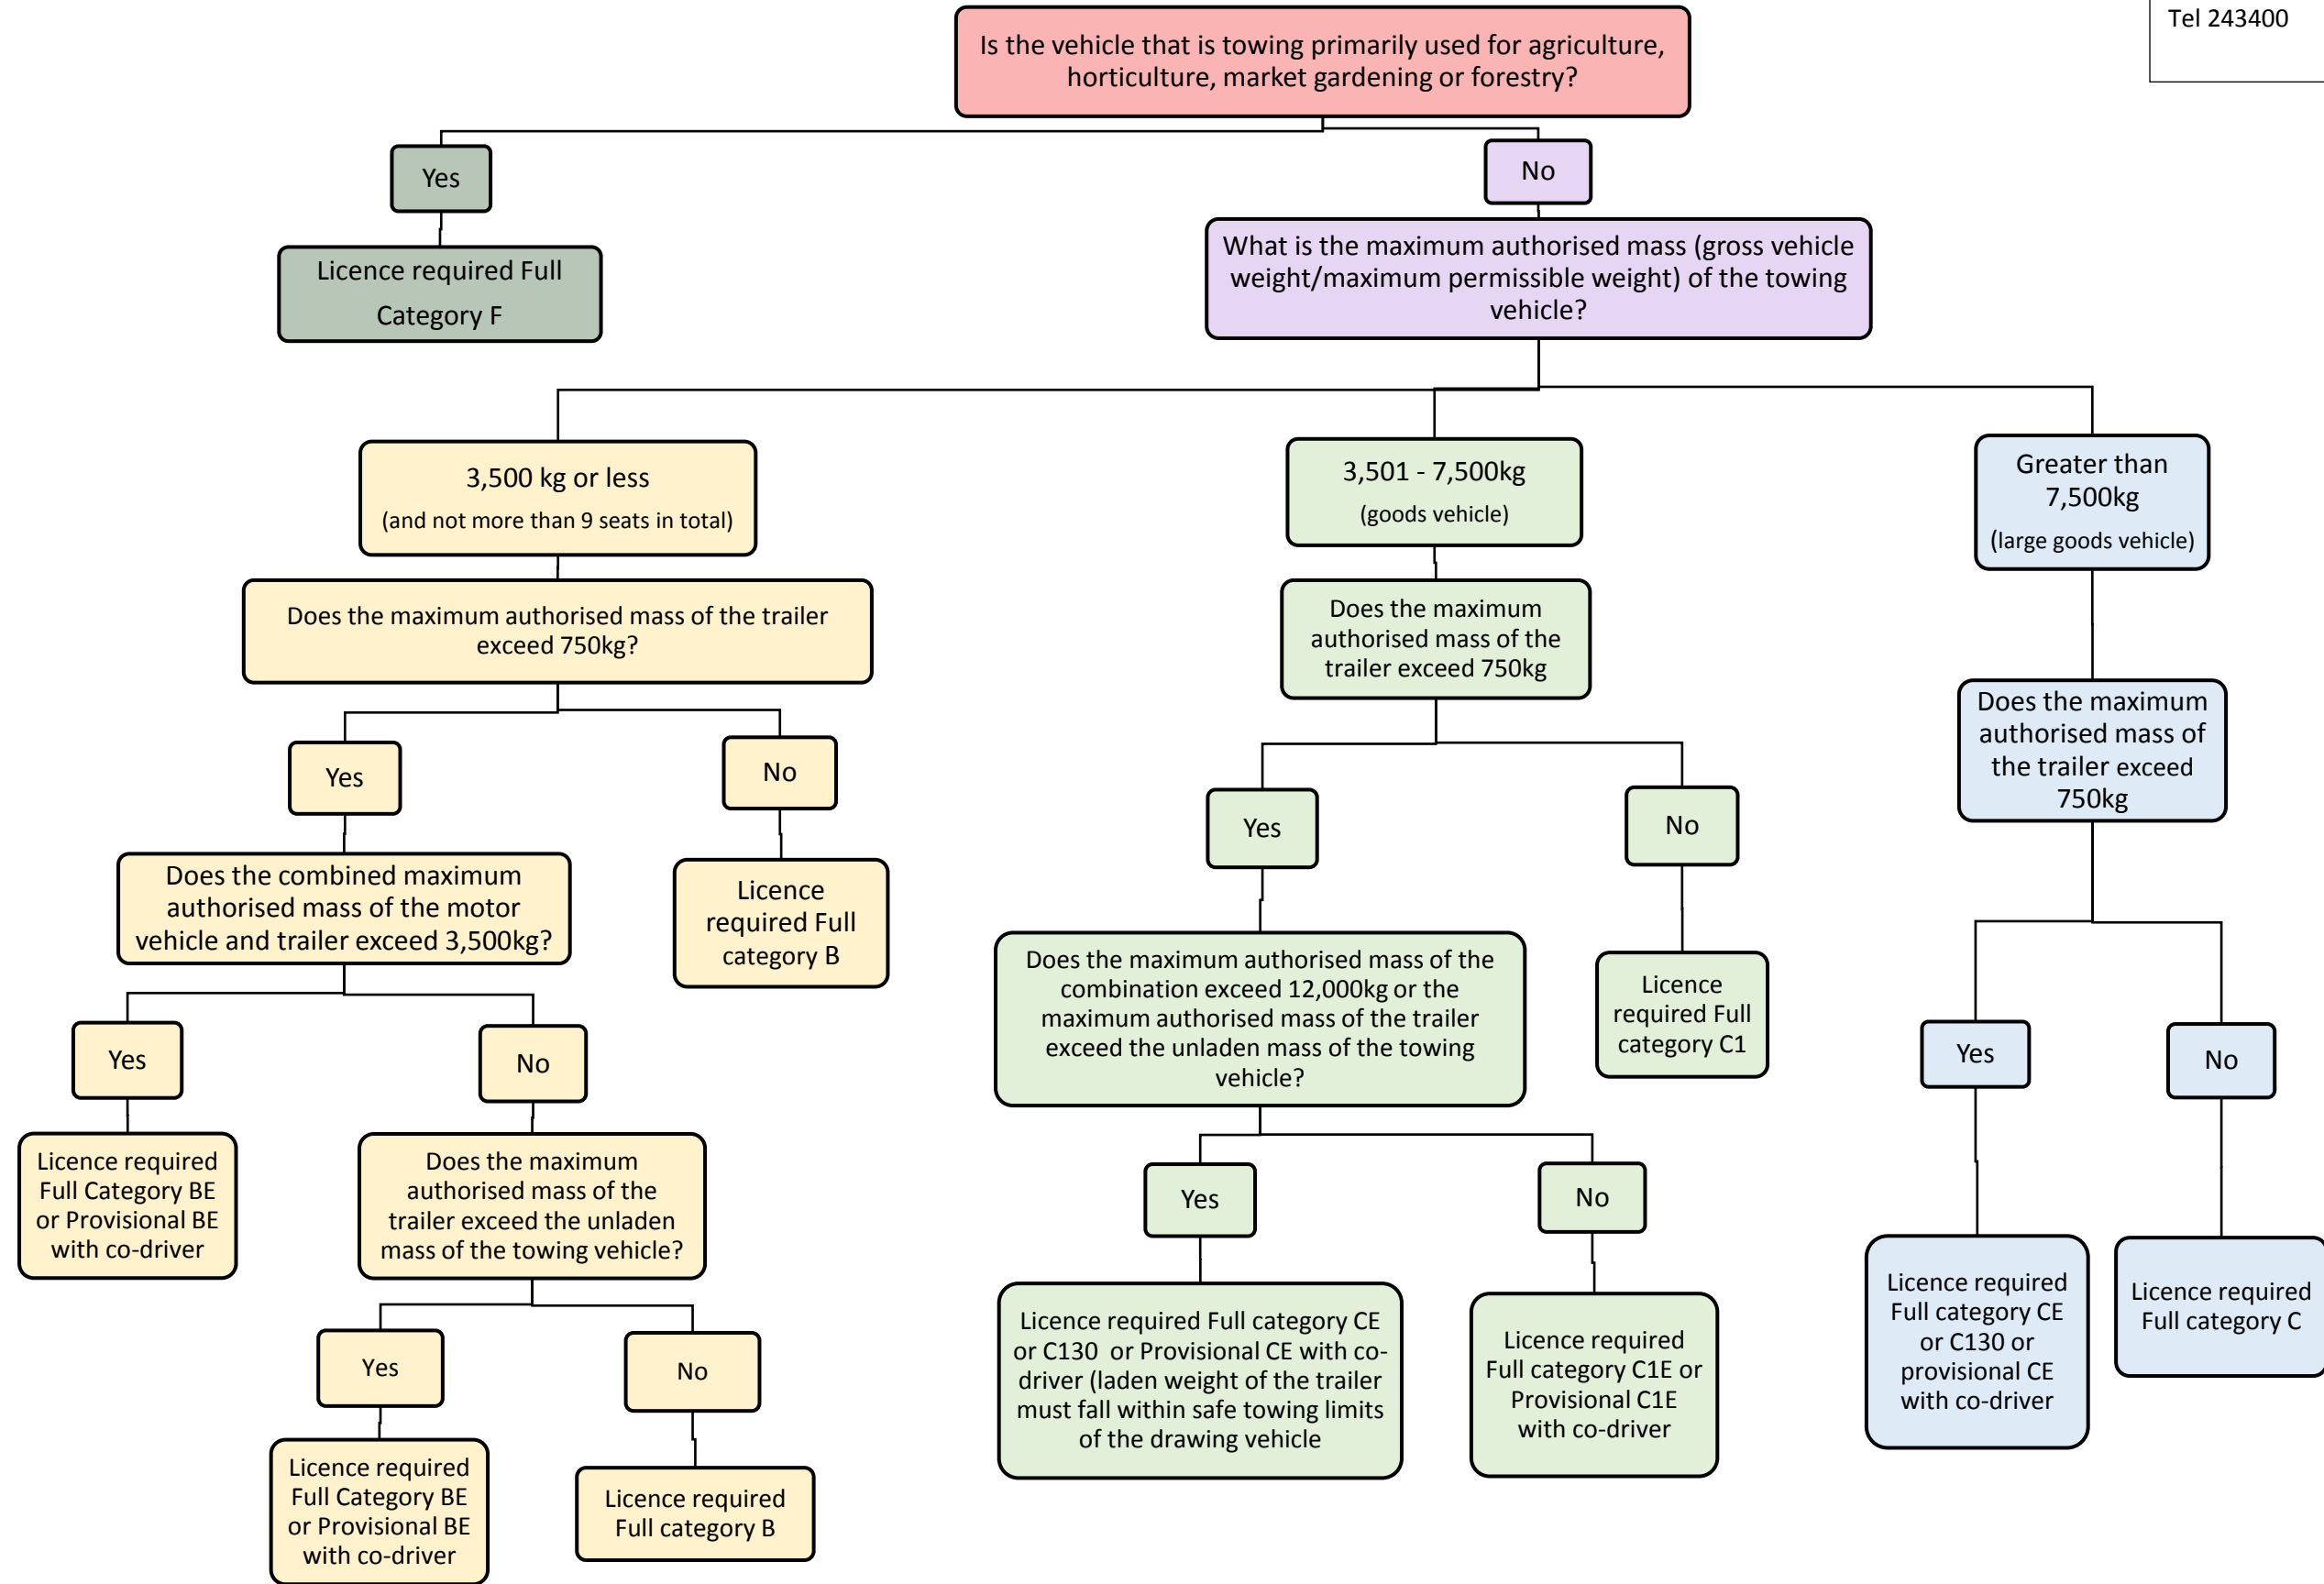 Tel 243400
Is the vehicle that is towing primarily used for agriculture,
horticulture, market gardening or forestry?
Yes
No
Licence required Full
Category F
What is the maximum authorised mass (gross vehicle
weight/maximum permissible weight) of the towing
vehicle?
3,500 kg or less
(and not more than 9 seats in total)
3,501 - 7,500kg
(goods vehicle)
Greater than
7,500kg
(large goods vehicle)
Does the maximum authorised mass of the trailer
exceed 750kg?
Does the maximum
authorised mass of the
trailer exceed 750kg
Does the maximum
authorised mass of
the trailer exceed
750kg
Yes
No
Yes
No
Does the combined maximum
authorised mass of the motor
vehicle and trailer exceed 3,500kg?
Licence
required Full
category B
Does the maximum authorised mass of the
combination exceed 12,000kg or the
maximum authorised mass of the trailer
exceed the unladen mass of the towing
vehicle?
Licence
required Full
category C1
Yes
No
Yes
No
Licence required
Full Category BE
or Provisional BE
with co-driver
Does the maximum
authorised mass of the
trailer exceed the unladen
mass of the towing vehicle?
Yes
No
Licence required Full category CE
or C130 or Provisional CE with co-
driver (laden weight of the trailer
must fall within safe towing limits
of the drawing vehicle
Licence required
Full category C1E or
Provisional C1E
with co-driver
Licence required
Full category CE
or C130 or
provisional CE
with co-driver
Licence required
Full category C
Yes
No
Licence required
Full Category BE
or Provisional BE
with co-driver
Licence required
Full category B